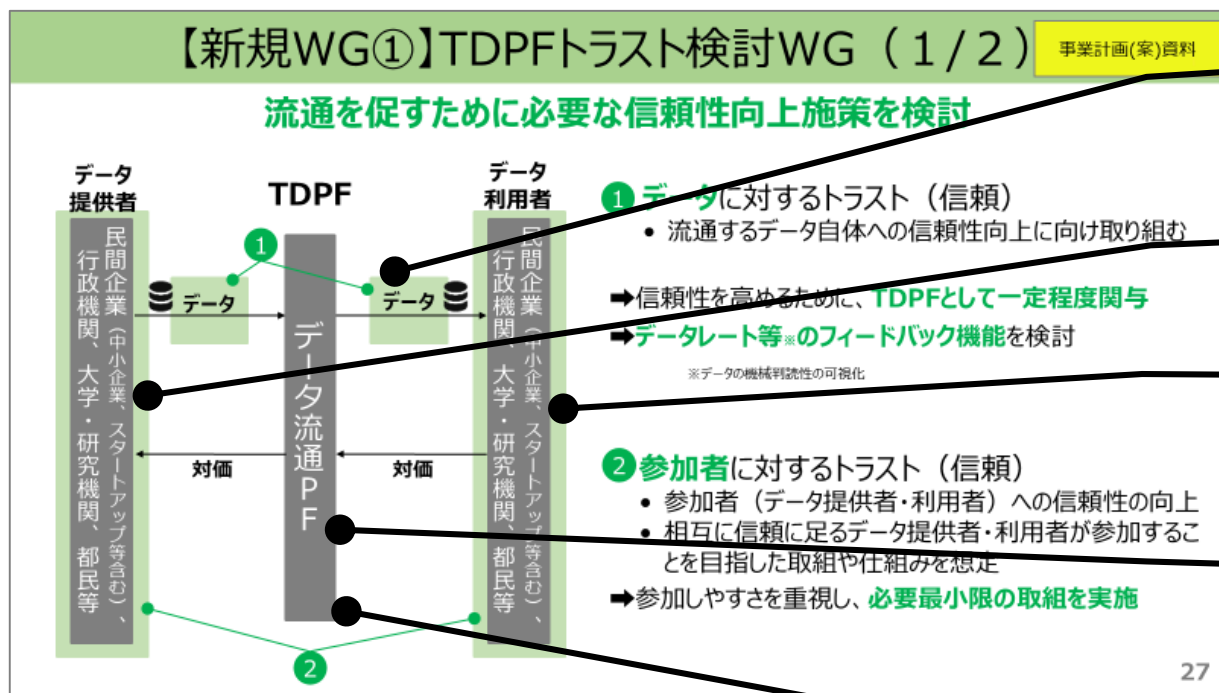 【新規WG①】TDPFトラスト検討WG（1/2）
事業計画(案)資料
流通を促すために必要な信頼性向上施策を検討
データ
提供者
TDPF
データ
利用者
1
民間企業（中小企業、スタートアップ等含む）、
行政機関、大学・研究機関、都民等
データ
データ流通PF
データ
民間企業（中小企業、スタートアップ等含む）、
行政機関、大学・研究機関、都民等
対価
対価
2
1 データに対するトラスト（信頼）
• 流通するデータ自体への信頼性向上に向け取り組む
➡信頼性を高めるために、TDPFとして一定程度関与
➡データレート等※のフィードバック機能を検討
※データの機械判読性の可視化
2 参加者に対するトラスト（信頼）
• 参加者（データ提供者・利用者）への信頼性の向上
• 相互に信頼に足るデータ提供者・利用者が参加するこ
とを目指した取組や仕組みを想定
➡参加しやすさを重視し、必要最小限の取組を実施
27